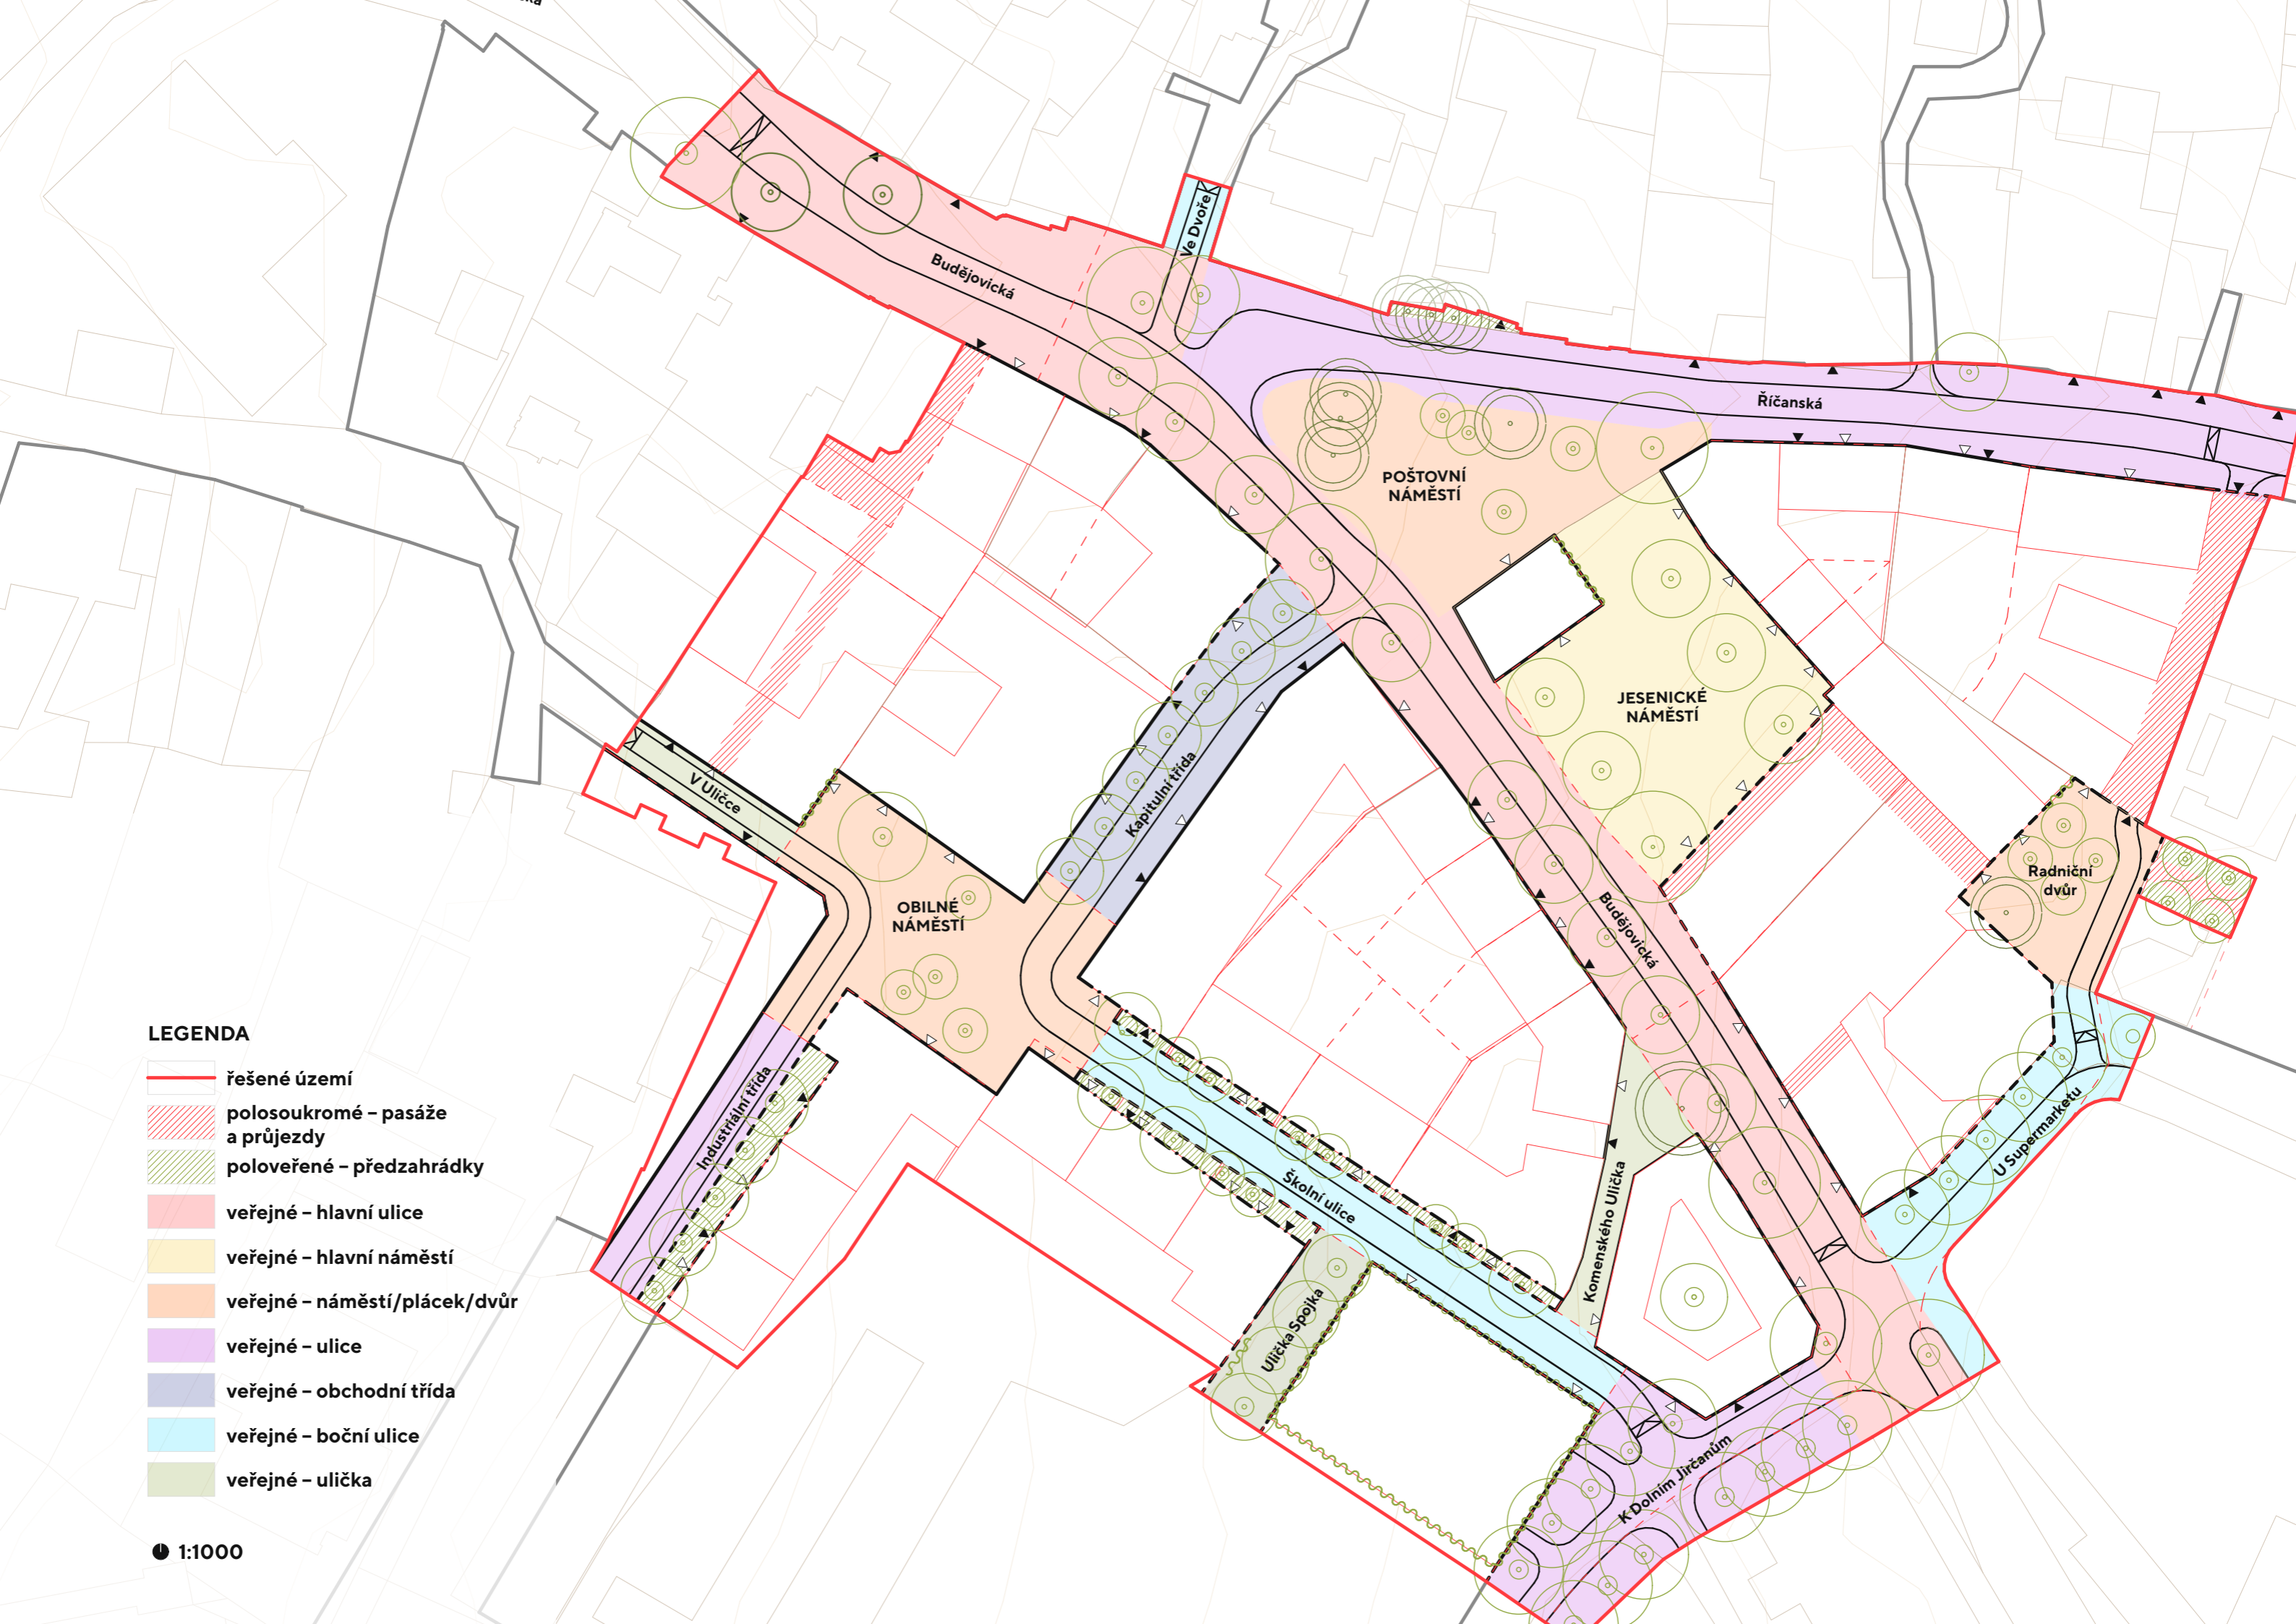 Budějovická
Ve Dvoře
Říčanská
POŠTOVNÍ
NÁMĚSTÍ
JESENICKÉ
NÁMĚSTÍ
V Uličce
Kapitulní třída
OBILNÉ
NÁMĚSTÍ
Radniční
dvůr
Budějovická
Industriální třída
Školní ulice
Komenského Ulička
U Supermarketu
Ulička Spojka
K Dolním Jirčanům
LEGENDA
řešené území
polosoukromé – pasáže
a průjezdy
poloveřené – předzahrádky
veřejné – hlavní ulice
veřejné – hlavní náměstí
veřejné – náměstí/plácek/dvůr
veřejné – ulice
veřejné – obchodní třída
veřejné – boční ulice
veřejné – ulička
1:1000